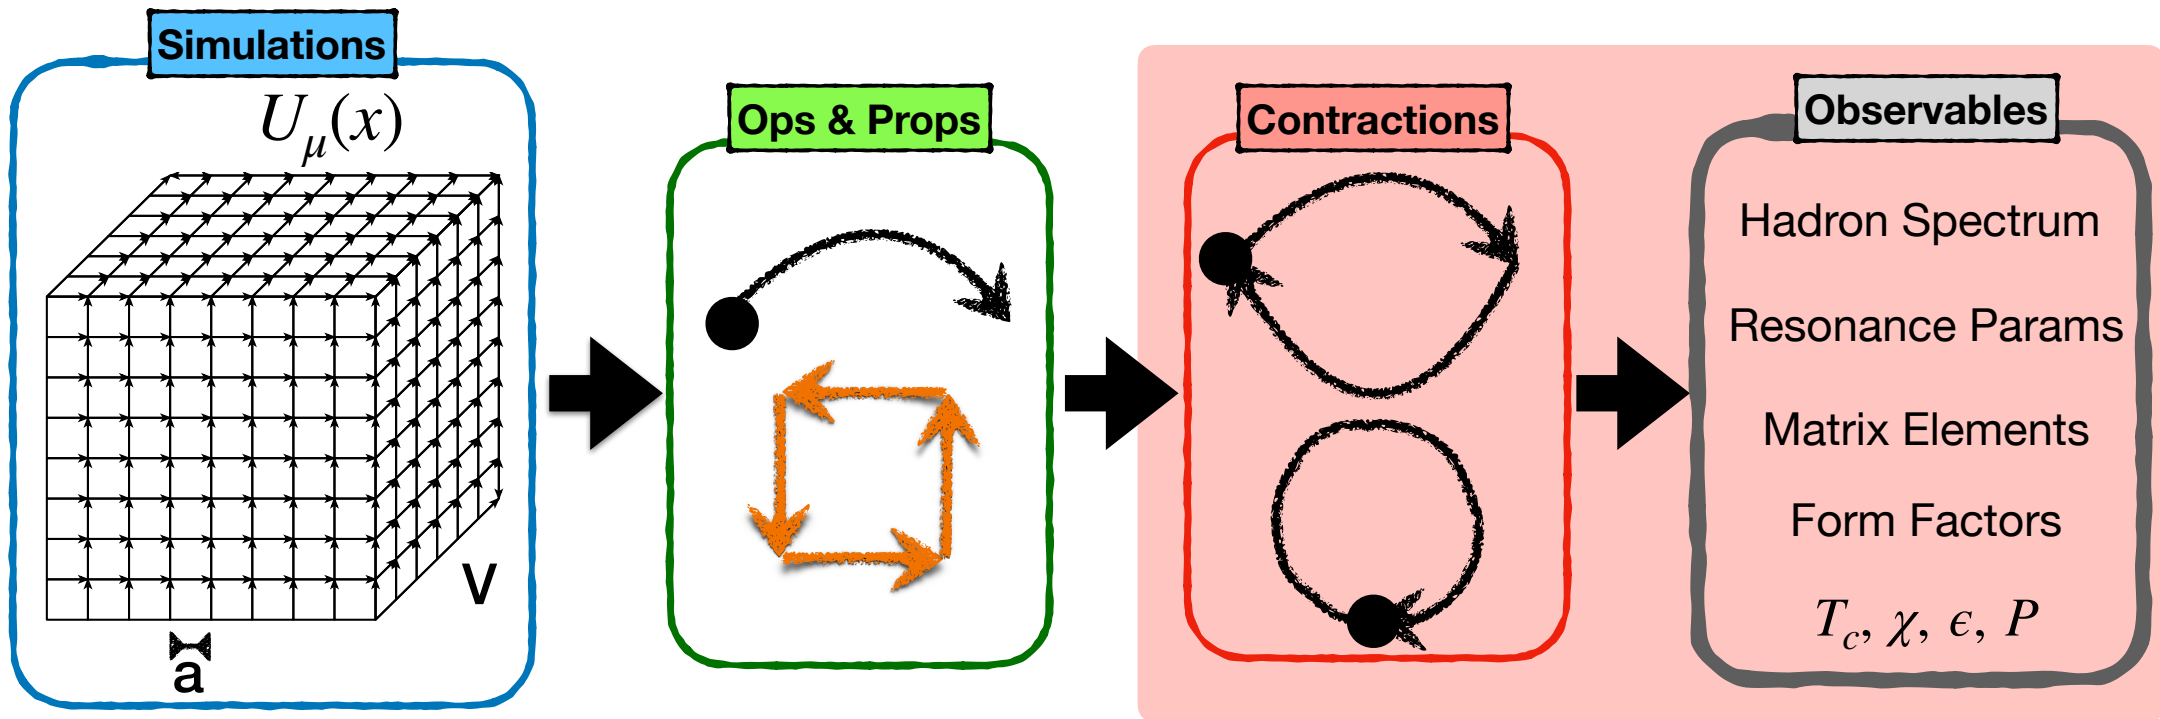 Simulations
U_μ(x)
V
a
Ops & Props
Contractions
Observables
Hadron Spectrum
Resonance Params
Matrix Elements
Form Factors
T_c, χ, ϵ, P